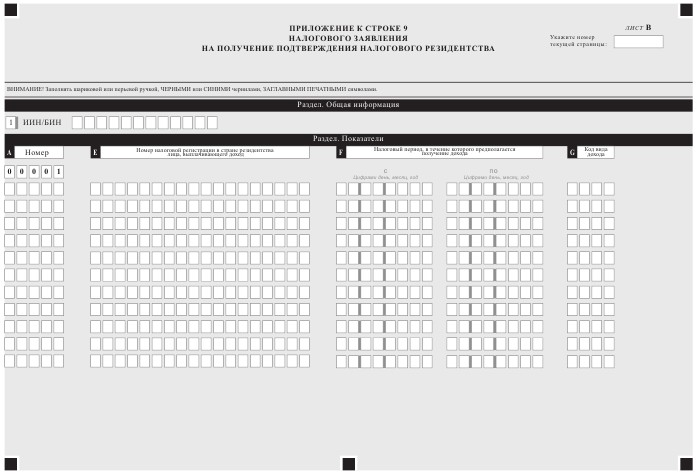 ПРИЛОЖЕНИЕ К СТРОКЕ 9
НАЛОГОВОГО ЗАЯВЛЕНИЯ
НА ПОЛУЧЕНИЕ ПОДТВЕРЖДЕНИЯ НАЛОГОВОГО РЕЗИДЕНТСТВА
ЛИСТ B
Укажите номер
текущей страницы:
ВНИМАНИЕ! Заполнять шариковой или перьевой ручкой, ЧЕРНЫМИ или СИНИМИ чернилами, ЗАГЛАВНЫМИ ПЕЧАТНЫМИ символами.
Раздел. Общая информация
1 ИИН/БИН
Раздел. Показатели
A Номер
E Номер налоговой регистрации в стране резидентства
лица, выплачивающего доход
F Налоговый период, в течение которого предполагается
получение дохода
G Код вида
дохода
0 0 0 0 1
С
Цифрами день, месяц, год
ПО
Цифрами день, месяц, год